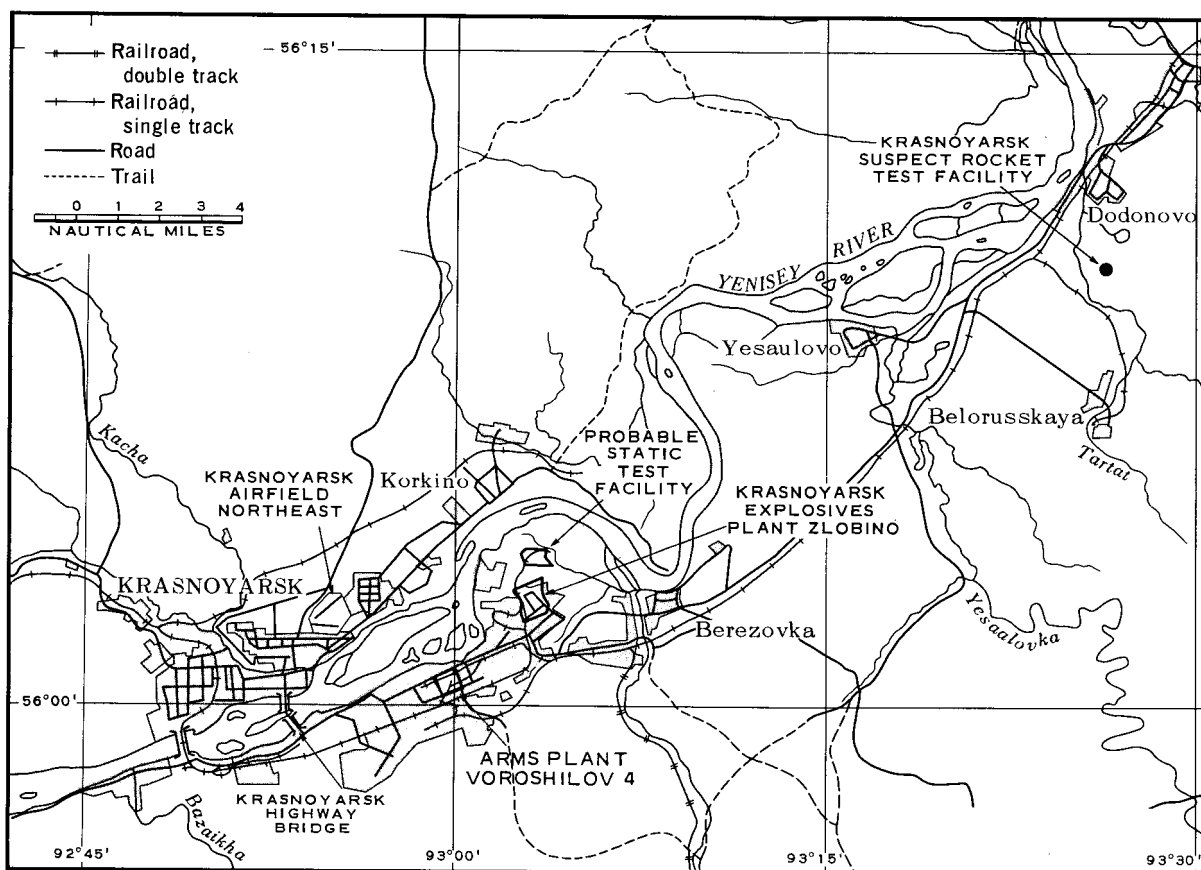 Railroad,
double track
Railroad,
single track
Road
Trail
0 1 2 3 4
NAUTICAL MILES
56°15'
KRASNOYARSK
SUSPECT ROCKET
TEST FACILITY
Dodonovo
YENISEY RIVER
Yesaulovo
Belorusskaya
Tartat
Kacha
KRASNOYARSK
AIRFIELD
NORTHEAST
Korkino
PROBABLE
STATIC
TEST
FACILITY
KRASNOYARSK
EXPLOSIVES
PLANT ZLOBINO
KRASNOYARSK
Berezovka
Yesaalovka
56°00'
ARMS PLANT
VOROSHILOV 4
KRASNOYARSK
HIGHWAY
BRIDGE
Bazaikha
92°45'
93°00'
93°15'
93°30'